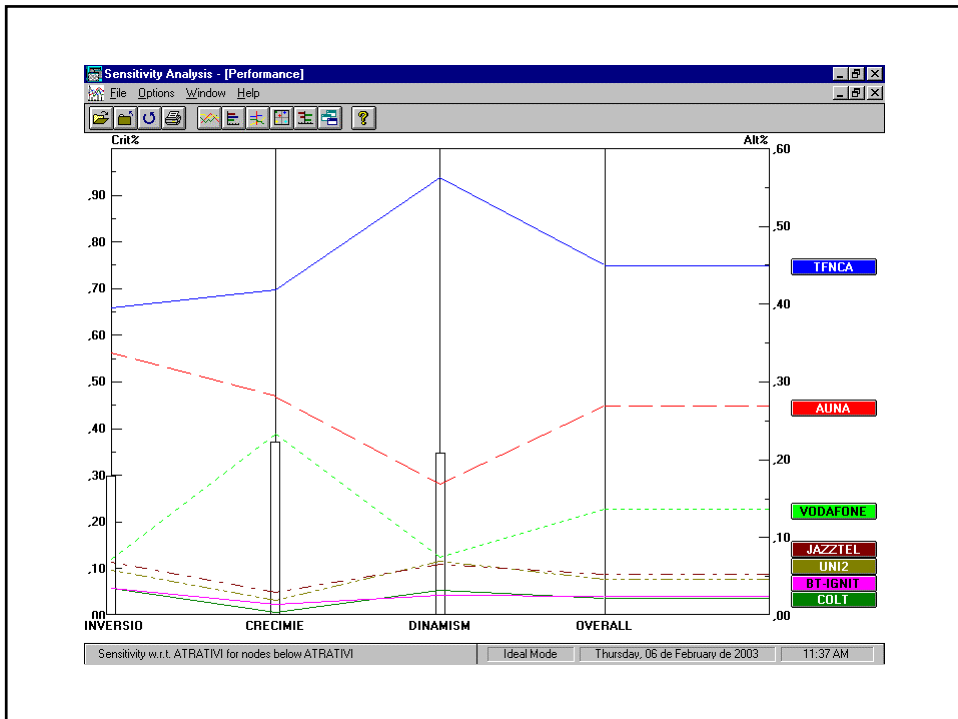 Sensitivity Analysis - [Performance]
File Options Window Help
Crit% Alt%
,90
,80
,70
,60
,50
,40
,30
,20
,10
,00
,60
,50
,40
,30
,20
,10
,00
TFNCA
AUNA
VODAFONE
JAZZTEL
UNI2
BT-IGNIT
COLT
INVERSIO CRECIMIE DINAMISM OVERALL
Sensitivity w.r.t. ATRATIVI for nodes below ATRATIVI Ideal Mode Thursday, 06 de February de 2003 11:37 AM